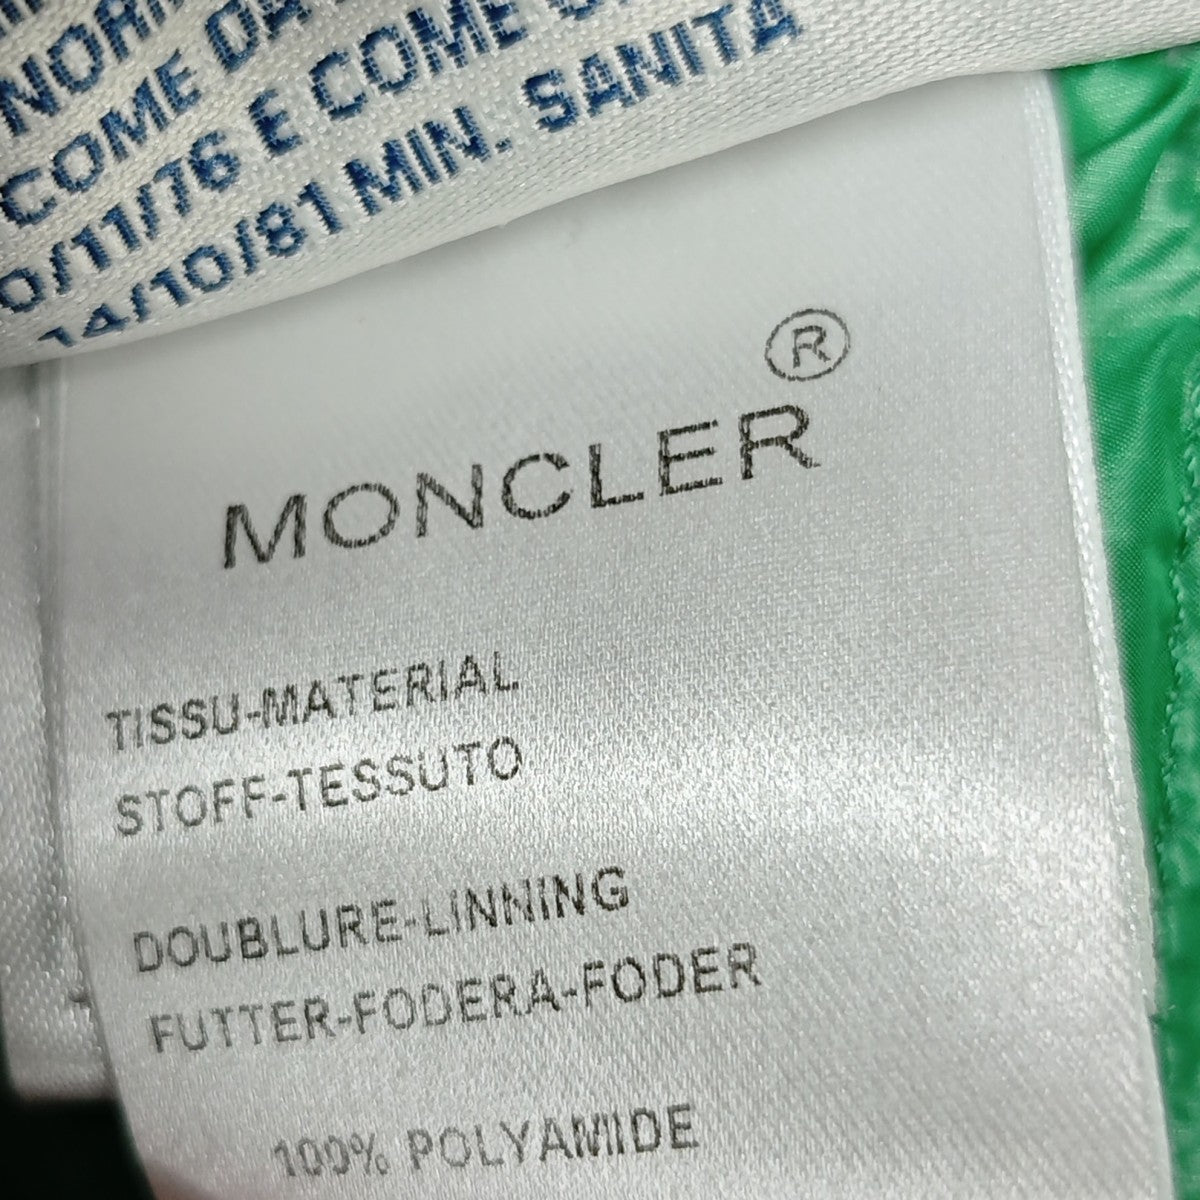 NORM
COME DA
0/11/76 E COME
14/10/81 MIN. SANITA
®
MONCLER
TISSU-MATERIAL
STOFF-TESSUTO
DOUBLURE-LINNING
FUTTER-FODERA-FODER
100% POLYAMIDE